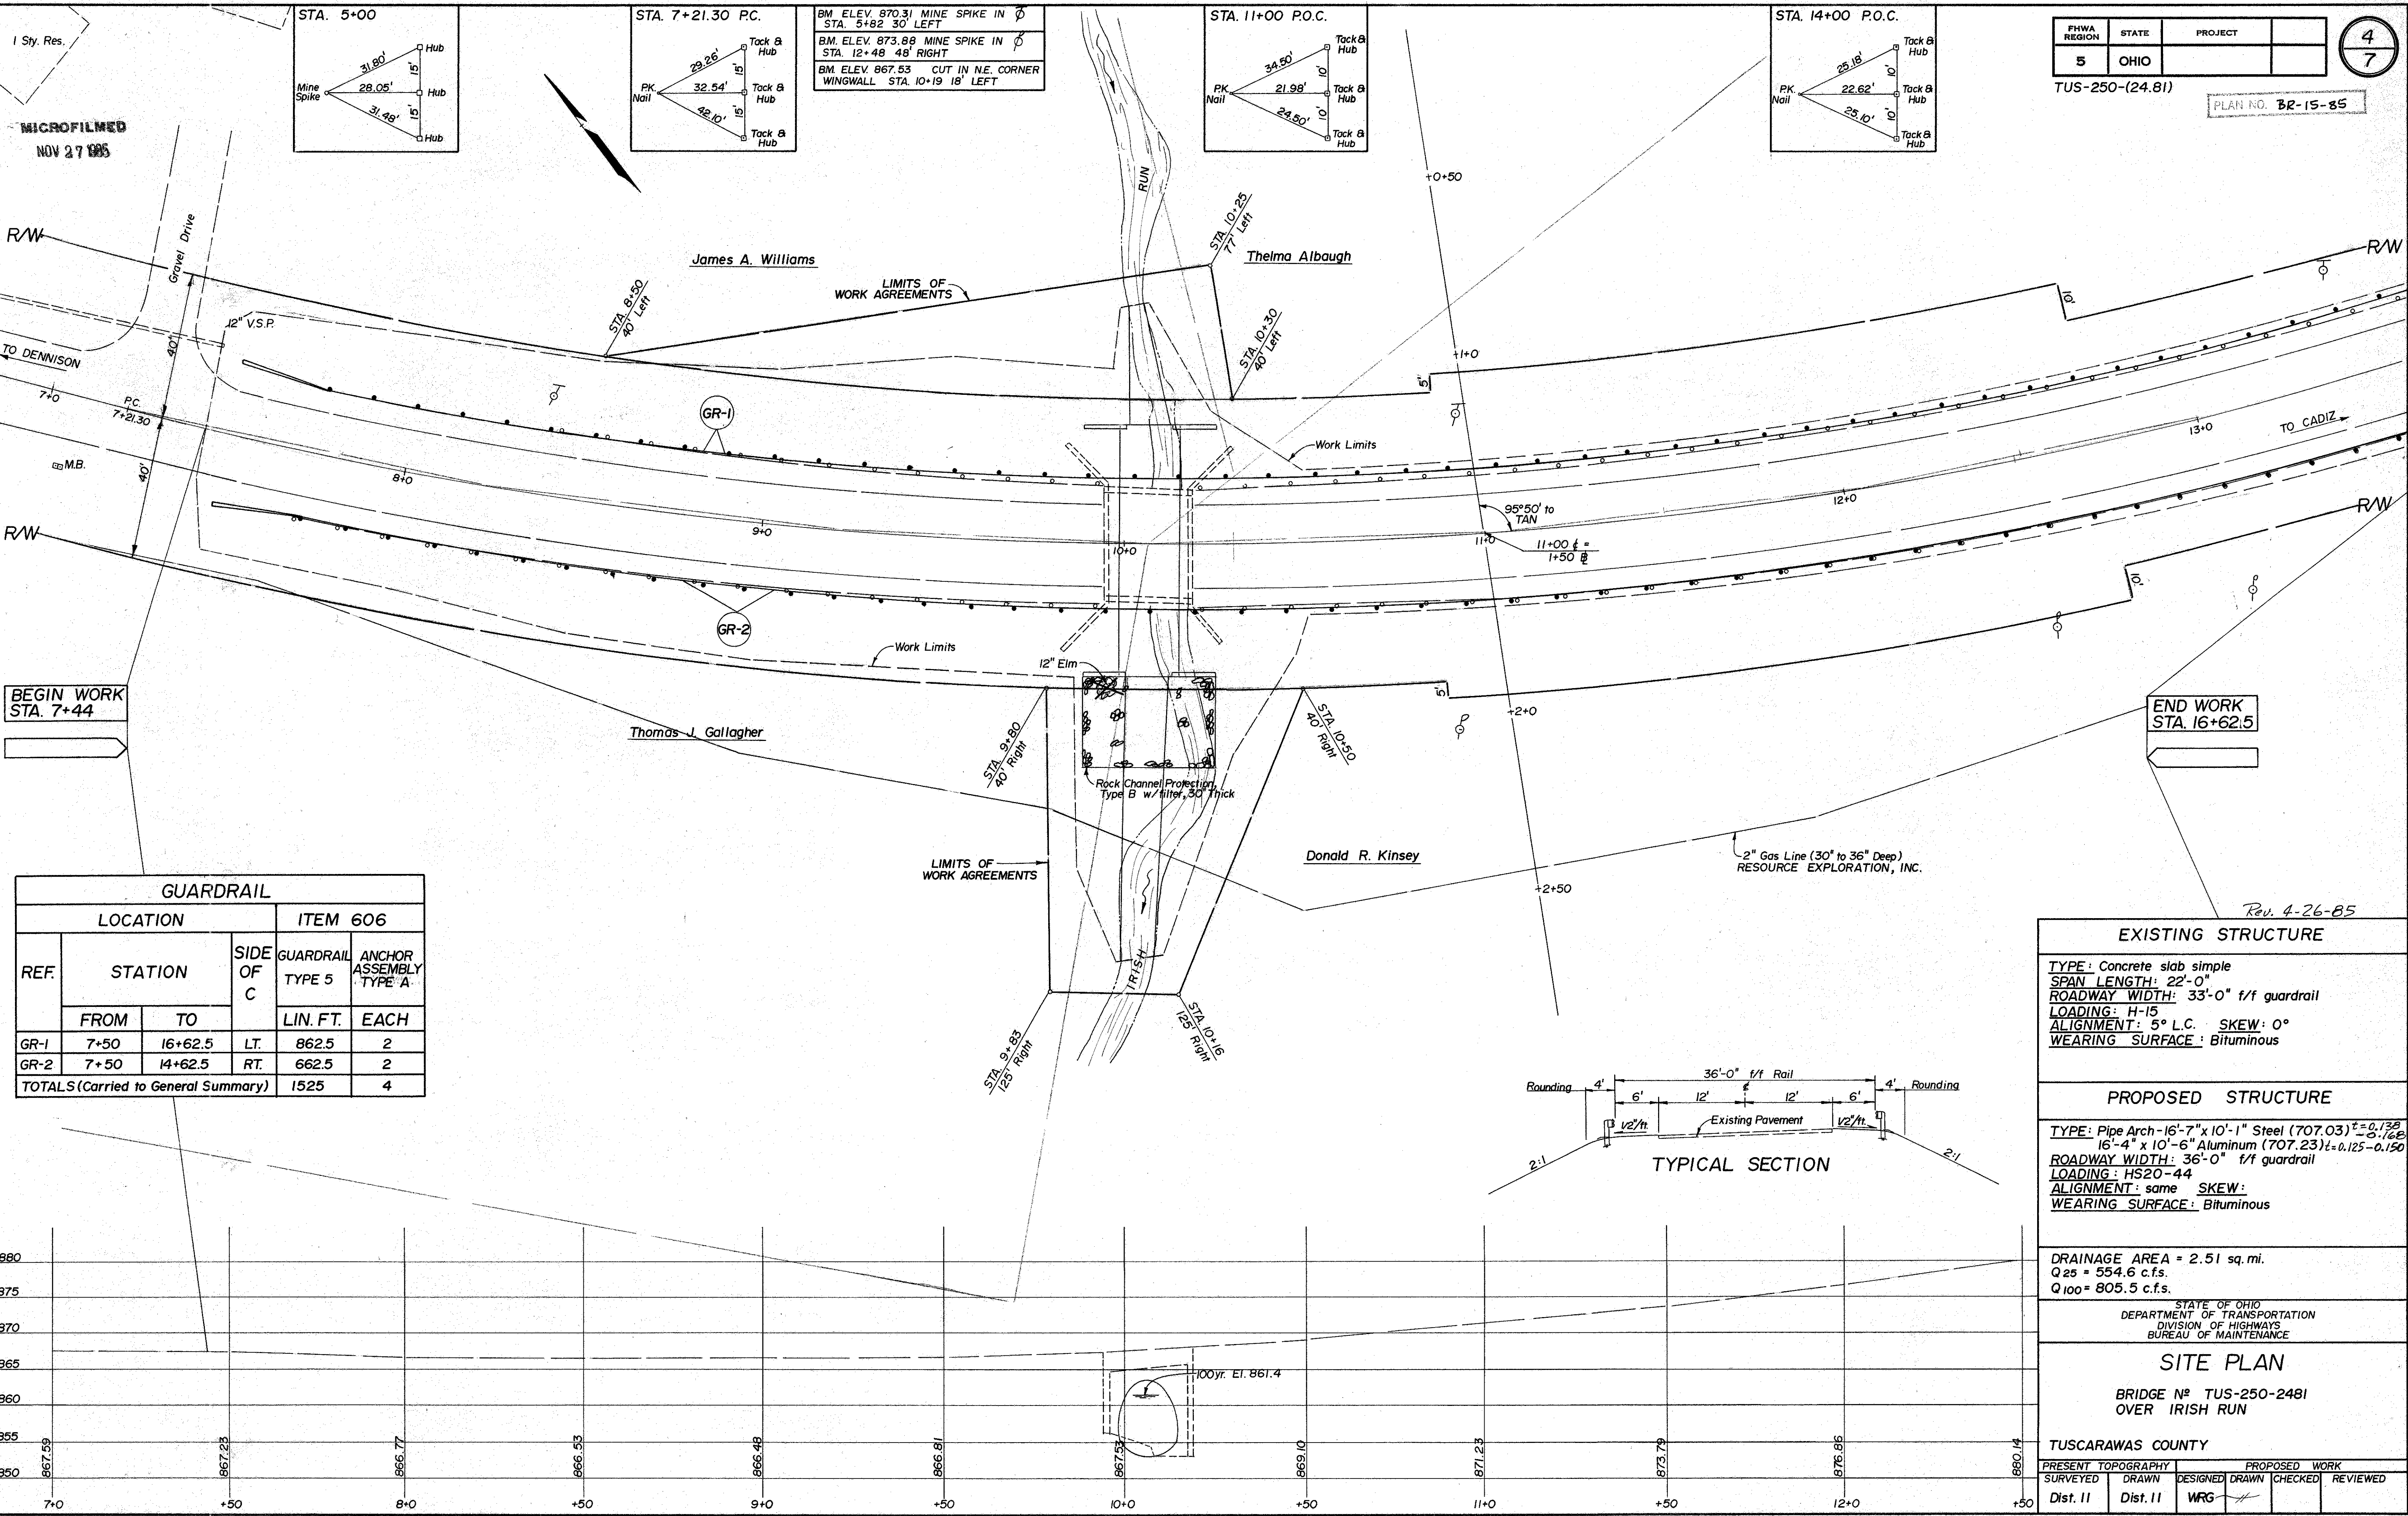 1 Sty. Res.
MICROFILMED
NOV 27 1985
STA. 5+00
31.80'
28.05'
31.48'
15'
15'
Mine
Spike
Hub
Hub
Hub
STA. 7+21.30 P.C.
29.26'
32.54'
42.10'
15'
15'
P.K.
Nail
Tack &
Hub
Tack &
Hub
Tack &
Hub
BM ELEV. 870.31 MINE SPIKE IN
STA. 5+82 30' LEFT
B.M. ELEV. 873.88 MINE SPIKE IN
STA. 12+48 48' RIGHT
BM. ELEV. 867.53 CUT IN N.E. CORNER
WINGWALL STA. 10+19 18' LEFT
STA. 11+00 P.O.C.
34.50'
21.98'
24.50'
10'
10'
P.K.
Nail
Tack &
Hub
Tack &
Hub
Tack &
Hub
STA. 14+00 P.O.C.
25.18'
22.62'
25.10'
10'
10'
P.K.
Nail
Tack &
Hub
Tack &
Hub
Tack &
Hub
FHWA REGION STATE PROJECT
5 OHIO
4
7
TUS-250-(24.81)
PLAN NO. BR-15-85
R/W
Gravel Drive
James A. Williams
RUN
STA. 10+25
77' Left
Thelma Albaugh
+0+50
R/W
LIMITS OF
WORK AGREEMENTS
STA. 8+50
40' Left
STA. 10+30
40' Left
10'
12" V.S.P.
40'
TO DENNISON
7+0
P.C.
7+21.30
M.B.
40'
GR-1
+1+0
5'
Work Limits
TO CADIZ
13+0
8+0
9+0
10+0
11+0
12+0
95°50' to
TAN
11+00 ℄ =
1+50 ℄
R/W
R/W
10'
GR-2
Work Limits
12" Elm
5'
BEGIN WORK
STA. 7+44
Thomas J. Gallagher
STA. 9+80
40' Right
STA. 10+50
40' Right
+2+0
END WORK
STA. 16+62.5
Rock Channel Protection,
Type B w/filter, 30" Thick
LIMITS OF
WORK AGREEMENTS
Donald R. Kinsey
2" Gas Line (30" to 36" Deep)
RESOURCE EXPLORATION, INC.
+2+50
IRISH
STA. 9+83
125' Right
STA. 10+16
125' Right
GUARDRAIL
LOCATION ITEM 606
REF. STATION SIDE OF C GUARDRAIL TYPE 5 ANCHOR ASSEMBLY TYPE A
FROM TO LIN. FT. EACH
GR-1 7+50 16+62.5 LT. 862.5 2
GR-2 7+50 14+62.5 RT. 662.5 2
TOTALS (Carried to General Summary) 1525 4
Rev. 4-26-85
EXISTING STRUCTURE
TYPE: Concrete slab simple
SPAN LENGTH: 22'-0"
ROADWAY WIDTH: 33'-0" f/f guardrail
LOADING: H-15
ALIGNMENT: 5° L.C. SKEW: 0°
WEARING SURFACE: Bituminous
PROPOSED STRUCTURE
TYPE: Pipe Arch-16'-7" x 10'-1" Steel (707.03) t=0.138-0.168
16'-4" x 10'-6" Aluminum (707.23) t=0.125-0.150
ROADWAY WIDTH: 36'-0" f/f guardrail
LOADING: HS20-44
ALIGNMENT: same SKEW:
WEARING SURFACE: Bituminous
36'-0" f/f Rail
Rounding 4' 4' Rounding
6' 12' 12' 6'
1/2"/ft. Existing Pavement 1/2"/ft.
2:1 2:1
TYPICAL SECTION
DRAINAGE AREA = 2.51 sq. mi.
Q 25 = 554.6 c.f.s.
Q 100 = 805.5 c.f.s.
STATE OF OHIO
DEPARTMENT OF TRANSPORTATION
DIVISION OF HIGHWAYS
BUREAU OF MAINTENANCE
SITE PLAN
BRIDGE Nº TUS-250-2481
OVER IRISH RUN
TUSCARAWAS COUNTY
PRESENT TOPOGRAPHY PROPOSED WORK
SURVEYED DRAWN DESIGNED DRAWN CHECKED REVIEWED
Dist. 11 Dist. 11 WRG
880
875
870
865
860
855
850
100yr. El. 861.4
867.59 867.23 866.77 866.53 866.48 866.81 867.53 869.10 871.23 873.79 876.86 880.14
7+0 +50 8+0 +50 9+0 +50 10+0 +50 11+0 +50 12+0 +50